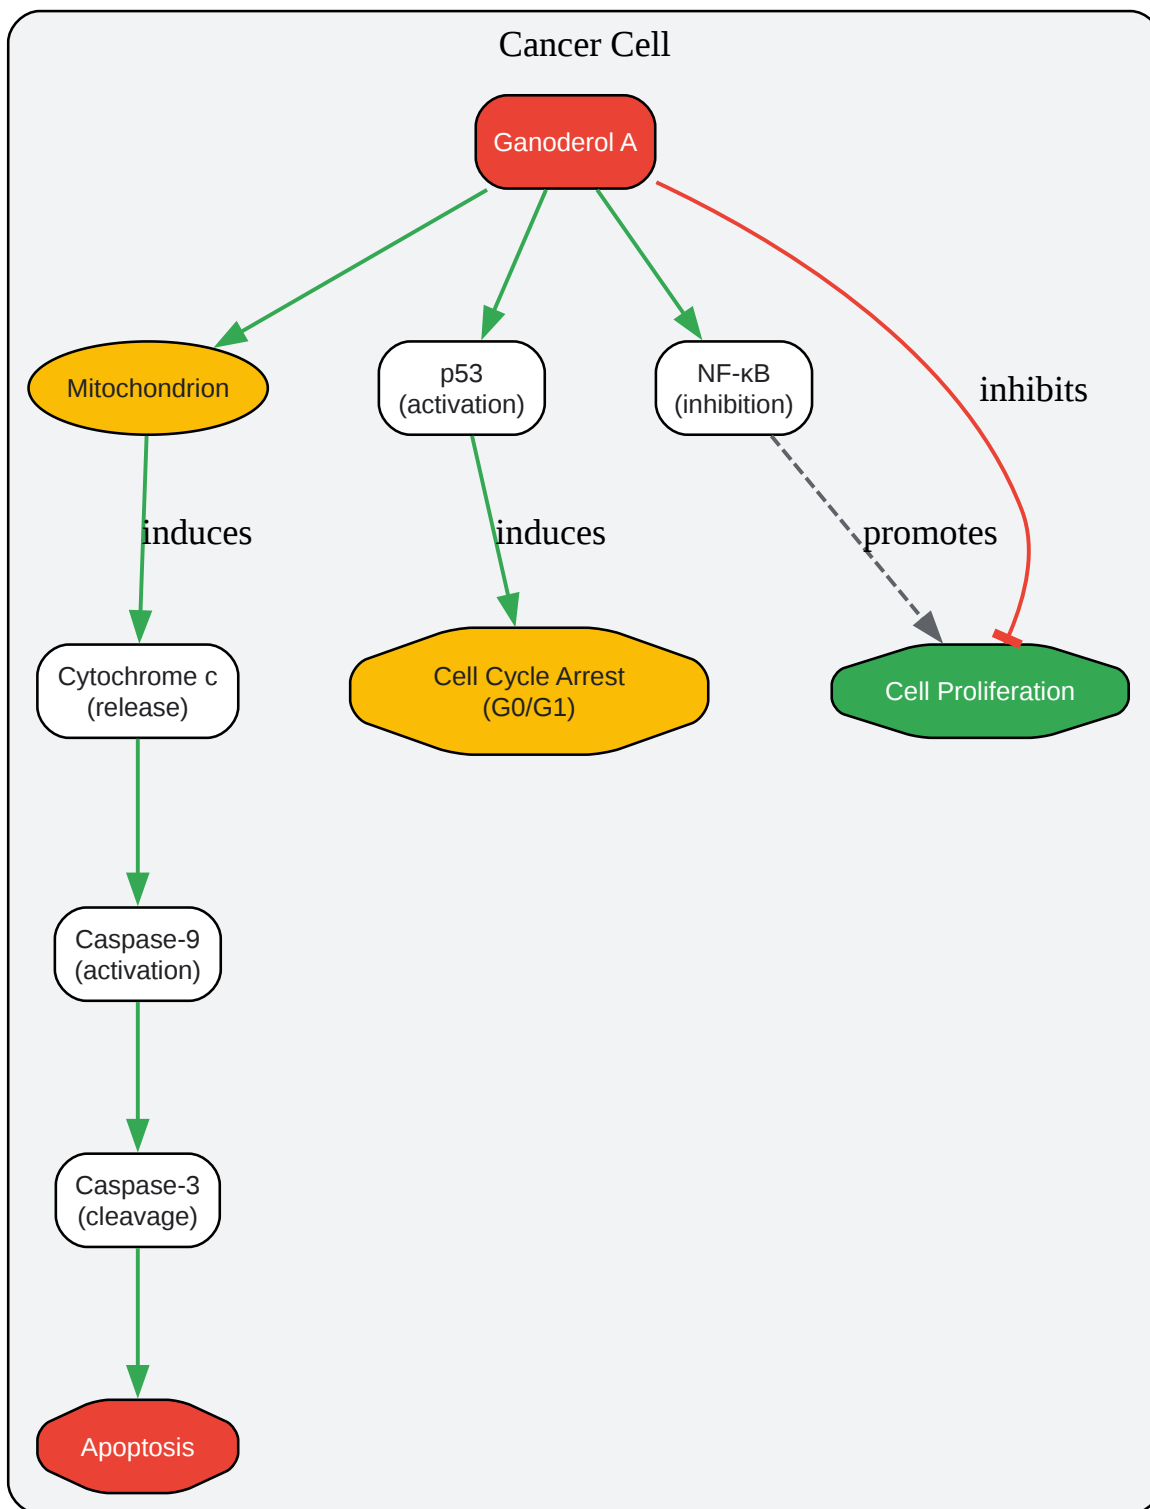 Cancer Cell
Ganoderol A
Mitochondrion
p53
(activation)
NF-κB
(inhibition)
inhibits
induces
induces
promotes
Cytochrome c
(release)
Cell Cycle Arrest
(G0/G1)
Cell Proliferation
Caspase-9
(activation)
Caspase-3
(cleavage)
Apoptosis